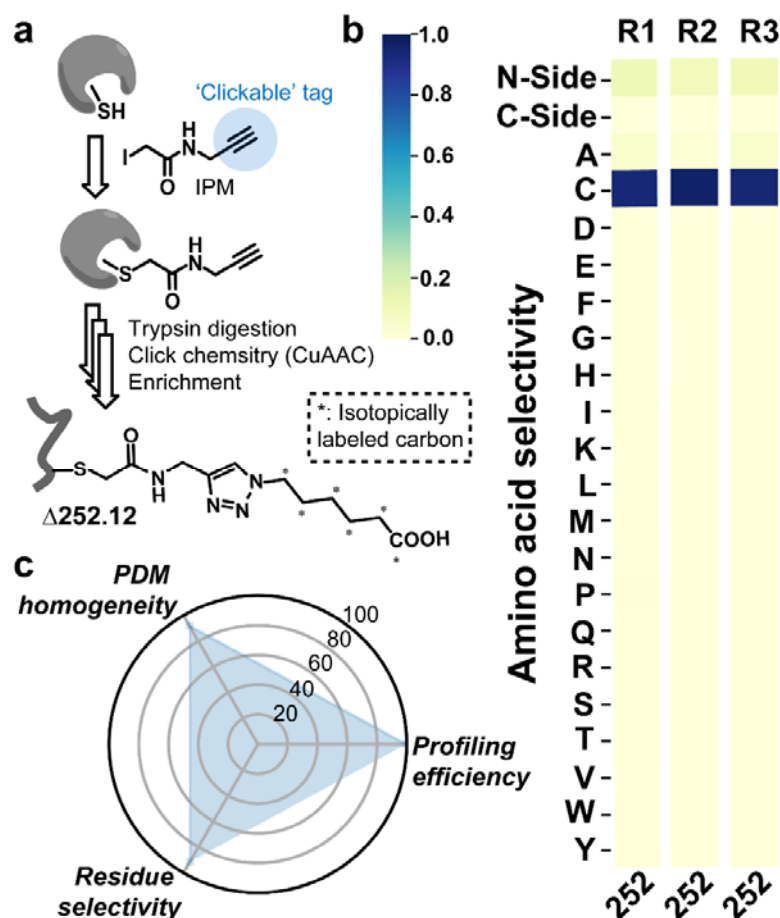 a
SH
'Clickable' tag
I
O
H
N
IPM
S
O
H
N
Trypsin digestion
Click chemsitry (CuAAC)
Enrichment
*: Isotopically
labeled carbon
S
O
N
H
N
N=N
*
*
*
*
*
*
COOH
Δ252.12
b
1.0
0.8
0.6
0.4
0.2
0.0
R1 R2 R3
Amino acid selectivity
N-Side
C-Side
A
C
D
E
F
G
H
I
K
L
M
N
P
Q
R
S
T
V
W
Y
252 252 252
c
PDM
homogeneity
100
80
60
40
20
Profiling
efficiency
Residue
selectivity